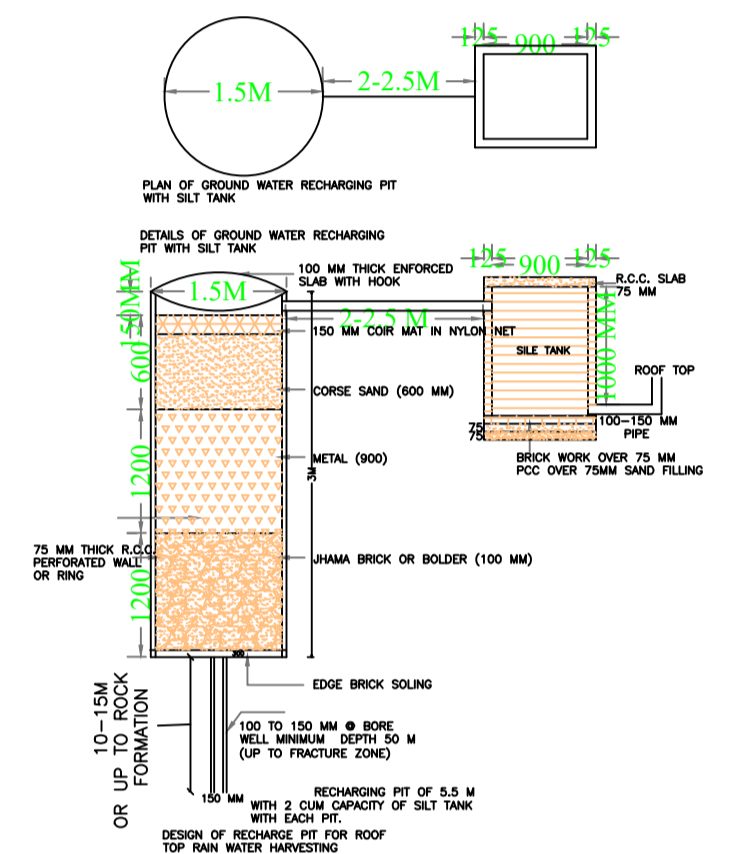 125
900
125
1.5M
2-2.5M
PLAN OF GROUND WATER RECHARGING PIT
WITH SILT TANK
DETAILS OF GROUND WATER RECHARGING
PIT WITH SILT TANK
100 MM THICK ENFORCED
SLAB WITH HOOK
125
900
125
R.C.C. SLAB
75 MM
150MM
1.5M
2-2.5 M
150 MM COIR MAT IN NYLON NET
SILE TANK
1000 MM
ROOF TOP
600
CORSE SAND (600 MM)
100-150 MM
PIPE
75
75
BRICK WORK OVER 75 MM
PCC OVER 75MM SAND FILLING
1200
METAL (900)
3M
75 MM THICK R.C.C.
PERFORATED WALL
OR RING
JHAMA BRICK OR BOLDER (100 MM)
1200
300
EDGE BRICK SOLING
10-15M
OR UP TO ROCK
FORMATION
100 TO 150 MM @ BORE
WELL MINIMUM DEPTH 50 M
(UP TO FRACTURE ZONE)
150 MM
RECHARGING PIT OF 5.5 M
WITH 2 CUM CAPACITY OF SILT TANK
WITH EACH PIT.
DESIGN OF RECHARGE PIT FOR ROOF
TOP RAIN WATER HARVESTING